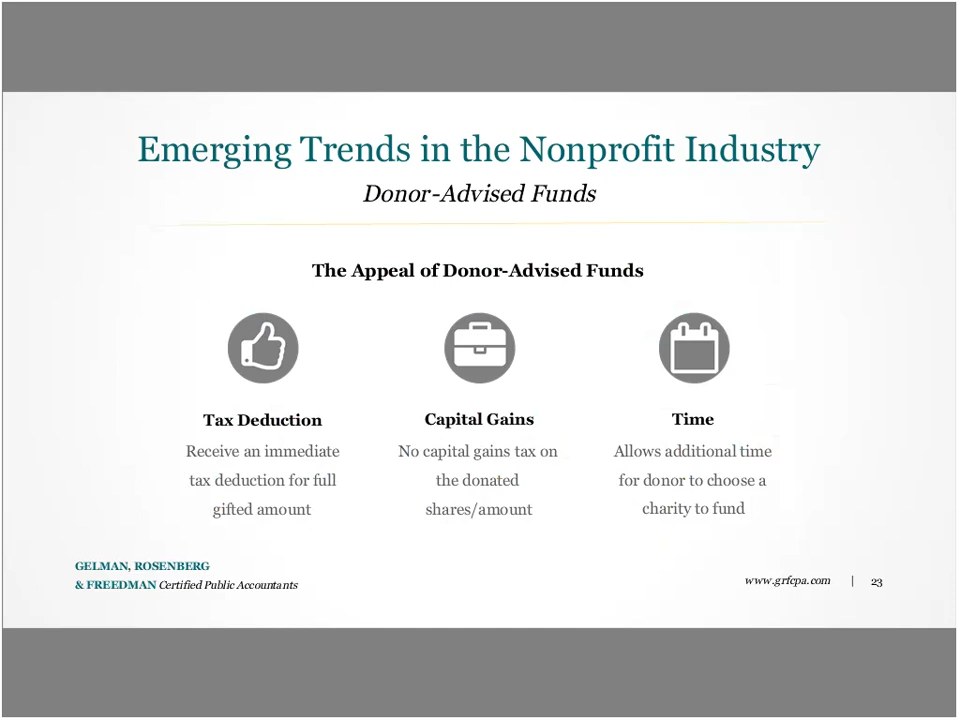 Emerging Trends in the Nonprofit Industry
Donor-Advised Funds
The Appeal of Donor-Advised Funds
Tax Deduction
Receive an immediate
tax deduction for full
gifted amount
Capital Gains
No capital gains tax on
the donated
shares/amount
Time
Allows additional time
for donor to choose a
charity to fund
GELMAN, ROSENBERG
& FREEDMAN Certified Public Accountants
www.grfcpa.com | 23